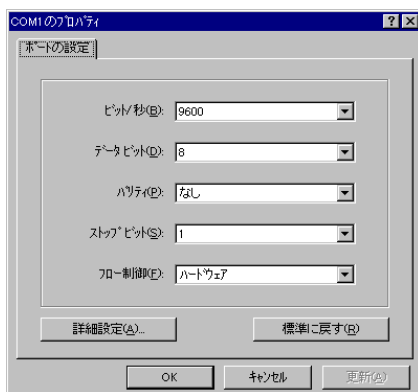 COM1のﾌﾟﾛﾊﾟﾃｨ
ﾎﾟｰﾄの設定
ﾋﾞｯﾄ/秒(B): 9600
ﾃﾞｰﾀ ﾋﾞｯﾄ(D): 8
ﾊﾟﾘﾃｨ(P): なし
ｽﾄｯﾌﾟ ﾋﾞｯﾄ(S): 1
ﾌﾛｰ制御(F): ﾊｰﾄﾞｳｪｱ
詳細設定(A)... 標準に戻す(R)
OK ｷｬﾝｾﾙ 更新(A)